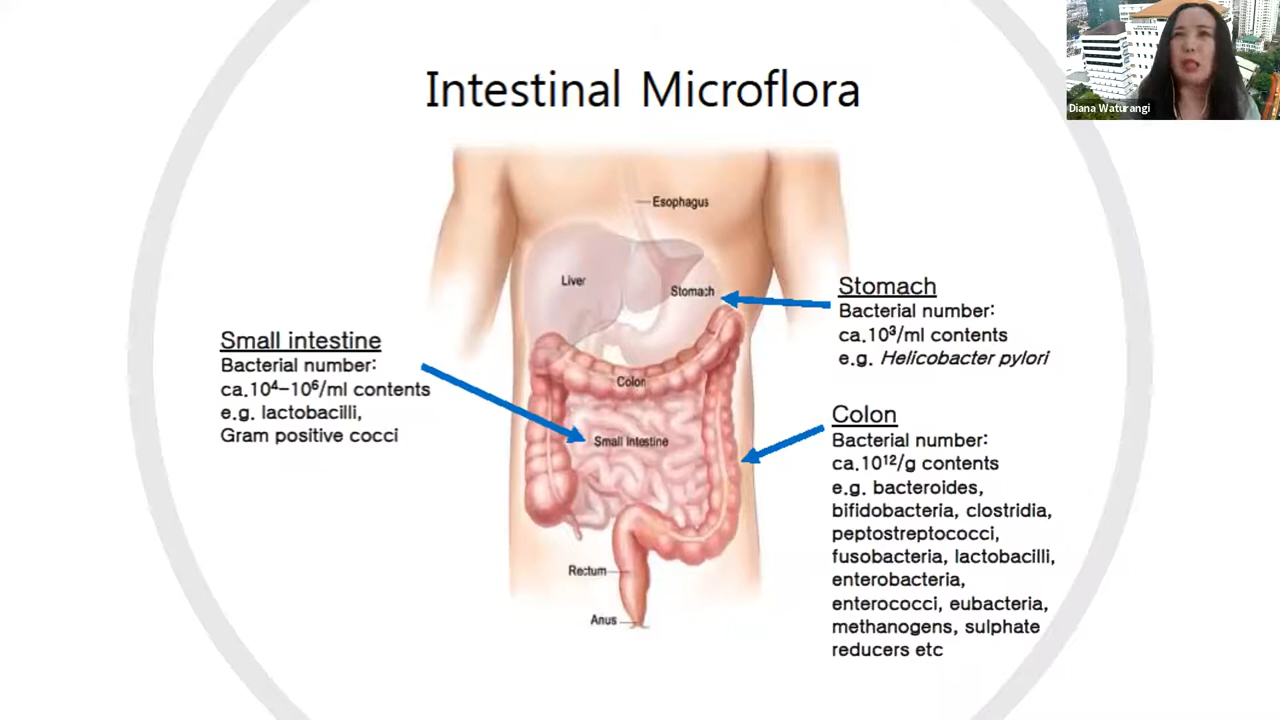 Intestinal Microflora
Diana Waturangi
Esophagus
Liver
Stomach
Colon
Small Intestine
Rectum
Anus
Small intestine
Bacterial number:
ca.10⁴-10⁶/ml contents
e.g. lactobacilli,
Gram positive cocci
Stomach
Bacterial number:
ca.10³/ml contents
e.g. Helicobacter pylori
Colon
Bacterial number:
ca.10¹²/g contents
e.g. bacteroides,
bifidobacteria, clostridia,
peptostreptococci,
fusobacteria, lactobacilli,
enterobacteria,
enterococci, eubacteria,
methanogens, sulphate
reducers etc